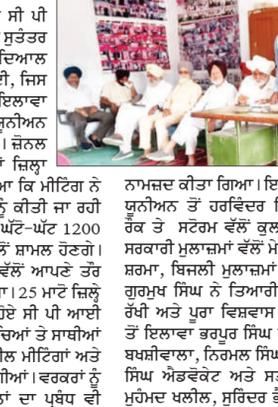 ਸੀ ਪੀ
ਸੁਤੰਤਰ
ਦਿਆਲ
ਈ, ਜਿਸ
ਇਲਾਵਾ
ਯੂਨੀਅਨ
। ਜ਼ੋਨਲ
ਜ਼ਿਲ੍ਹਾ
ਆ ਕਿ ਮੀਟਿੰਗ ਨੇ
ਨੂੰ ਕੀਤੀ ਜਾ ਰਹੀ
ਘੱਟੋ-ਘੱਟ 1200
ਲੋਂ ਸ਼ਾਮਲ ਹੋਣਗੇ।
ਵੱਲੋਂ ਆਪਣੇ ਤੌਰ
ਆ। 25 ਮਾਟੋ ਜ਼ਿਲ੍ਹੇ
ਹੋਏ ਸੀ ਪੀ ਆਈ
ਚਿਆਂ ਤੇ ਸਾਥੀਆਂ
ਲ ਮੀਟਿੰਗਾਂ ਅਤੇ
ਗੀਆਂ। ਵਰਕਰਾਂ ਨੂੰ
ਾਂ ਦਾ ਪ੍ਰਬੰਧ ਵੀ
ਨਾਮਜ਼ਦ ਕੀਤਾ ਗਿਆ। ਇ
ਯੂਨੀਅਨ ਤੋਂ ਹਰਵਿੰਦਰ
ਰੌਕ ਤੇ ਸਟੋਰਮ ਵੱਲੋਂ ਕੁਲ
ਸਰਕਾਰੀ ਮੁਲਾਜ਼ਮਾਂ ਵੱਲੋਂ ਮੇ
ਸ਼ਰਮਾ, ਬਿਜਲੀ ਮੁਲਾਜ਼ਮਾਂ
ਗੁਰਮੁਖ ਸਿੰਘ ਨੇ ਤਿਆਰੀ
ਰੱਖੀ ਅਤੇ ਪੂਰਾ ਵਿਸ਼ਵਾਸ
ਤੋਂ ਇਲਾਵਾ ਭਰਪੂਰ ਸਿੰਘ
ਬਖਸ਼ੀਵਾਲਾ, ਨਿਰਮਲ ਸਿੰਘ
ਸਿੰਘ ਐਡਵੋਕੇਟ ਅਤੇ ਸਤ
ਮੁਹੰਮਦ ਖਲੀਲ, ਸੁਰਿੰਦਰ ਭੈ